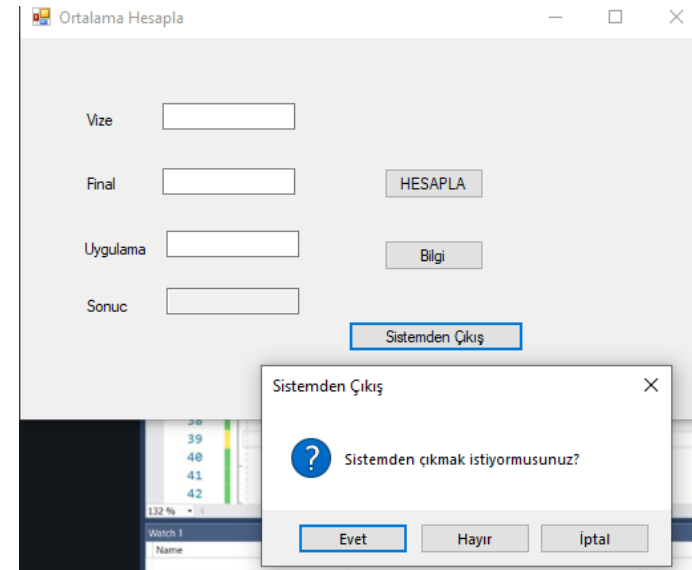 Ortalama Hesapla
Vize
Final
HESAPLA
Uygulama
Bilgi
Sonuc
Sistemden Çıkış
Sistemden Çıkış
Sistemden çıkmak istiyormusunuz?
Evet Hayır İptal
38
39
40
41
42
132 %
Watch 1
Name